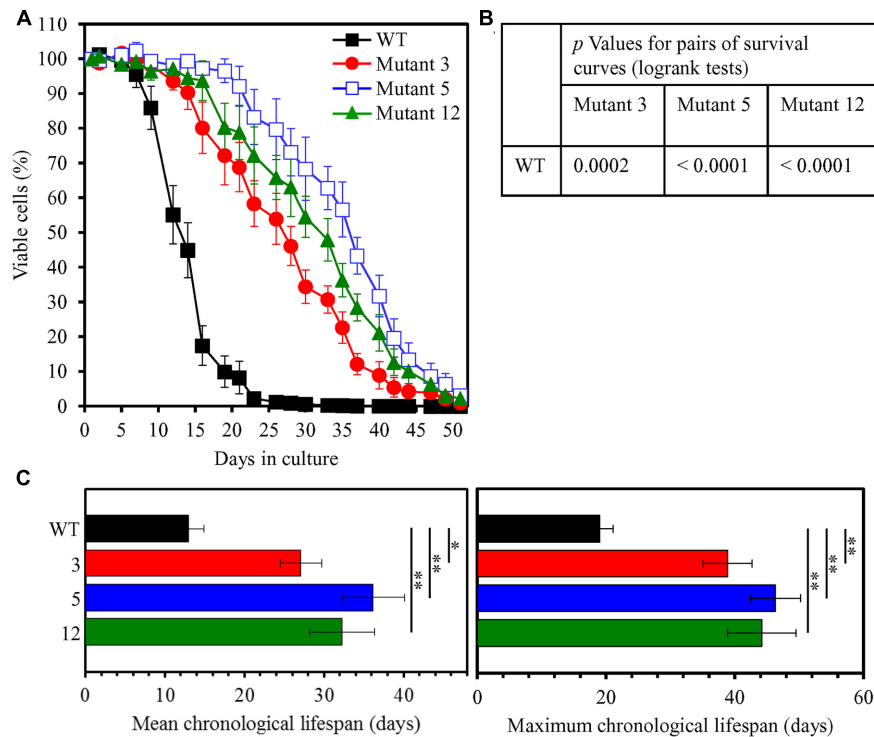 A
110
100
90
80
70
60
50
40
30
20
10
0
Viable cells (%)
0 5 10 15 20 25 30 35 40 45 50
Days in culture
WT
Mutant 3
Mutant 5
Mutant 12
B
p Values for pairs of survival
curves (logrank tests)
Mutant 3 Mutant 5 Mutant 12
WT 0.0002 < 0.0001 < 0.0001
C
WT
3
5
12
** ** *
0 10 20 30 40
Mean chronological lifespan (days)
** ** **
0 20 40 60
Maximum chronological lifespan (days)